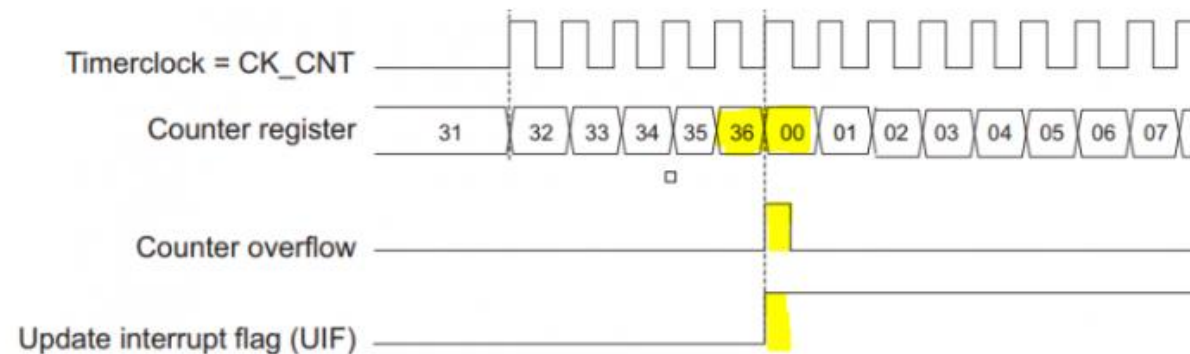 Timerclock = CK_CNT
Counter register 31 32 33 34 35 36 00 01 02 03 04 05 06 07
Counter overflow
Update interrupt flag (UIF)